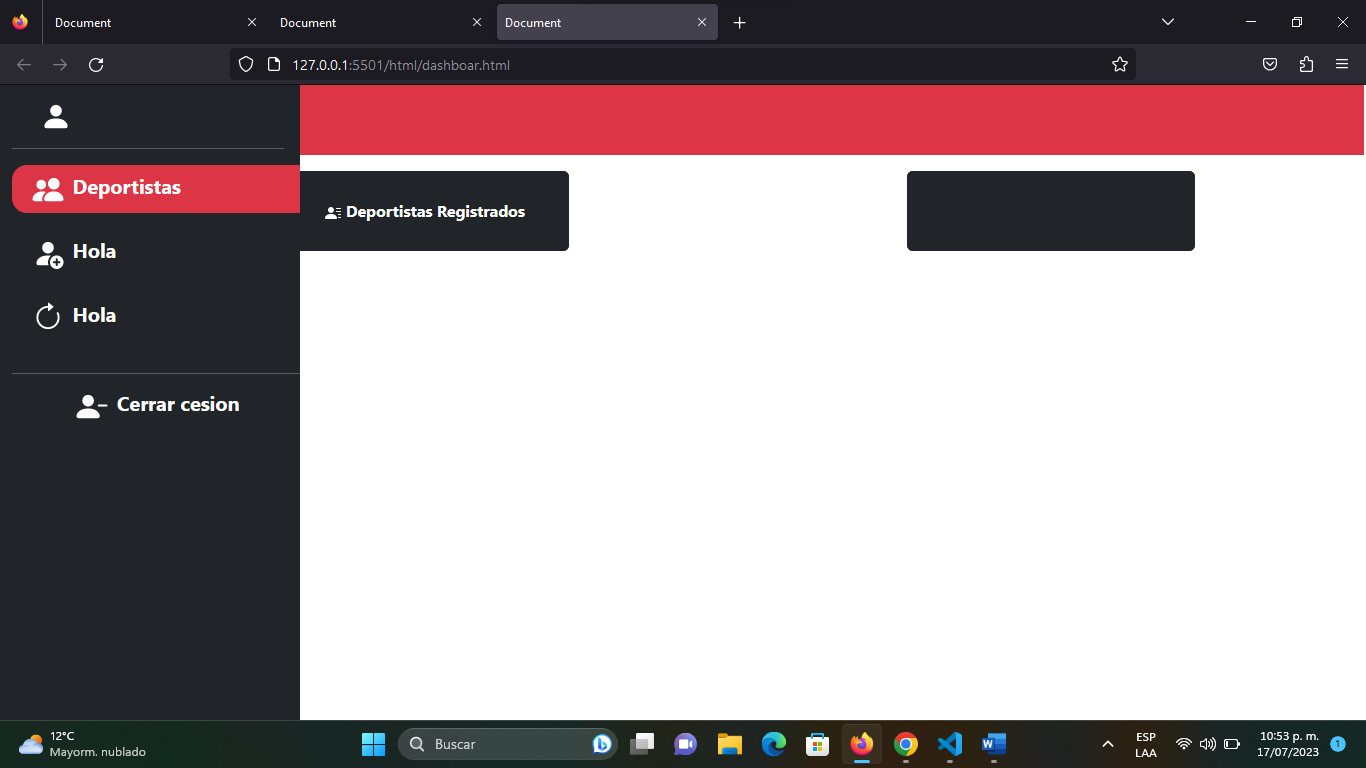 Document
Document
Document
127.0.0.1:5501/html/dashboar.html
Deportistas
Hola
Hola
Cerrar cesion
Deportistas Registrados
12°C
Mayorm. nublado
Buscar
ESP
LAA
10:53 p. m.
17/07/2023
1